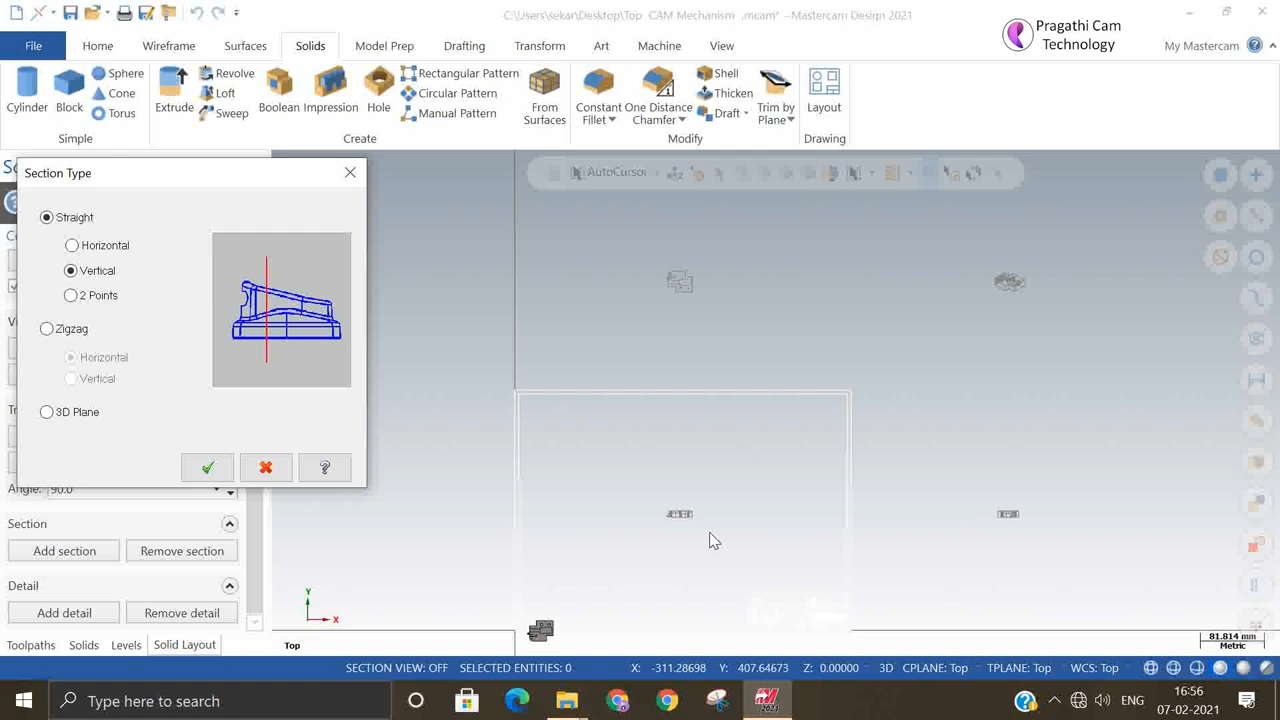 C:\Users\sekar\Desktop\Top CAM Mechanism .mcam* - Mastercam Design 2021
Pragathi Cam
Technology
File
Home
Wireframe
Surfaces
Solids
Model Prep
Drafting
Transform
Art
Machine
View
My Mastercam
Cylinder
Block
Sphere
Cone
Torus
Simple
Extrude
Revolve
Loft
Sweep
Boolean
Impression
Hole
Rectangular Pattern
Circular Pattern
Manual Pattern
Create
From
Surfaces
Constant
Fillet
One Distance
Chamfer
Shell
Thicken
Draft
Trim by
Plane
Modify
Layout
Drawing
AutoCursor
Section Type
Straight
Horizontal
Vertical
2 Points
Zigzag
Horizontal
Vertical
3D Plane
Angle: 90.0
Section
Add section
Remove section
Detail
Add detail
Remove detail
Toolpaths
Solids
Levels
Solid Layout
Y
X
Top
81.814 mm
Metric
SECTION VIEW: OFF
SELECTED ENTITIES: 0
X: -311.28698
Y: 407.64673
Z: 0.00000
3D
CPLANE: Top
TPLANE: Top
WCS: Top
Type here to search
2021
ENG
16:56
07-02-2021